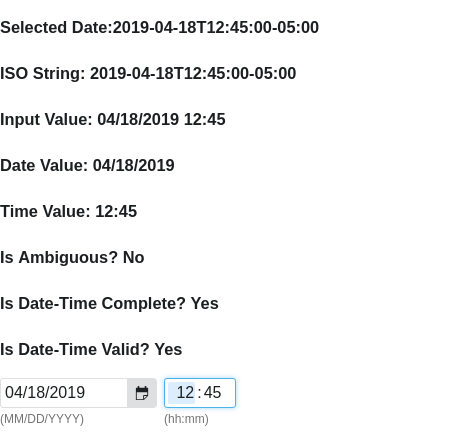 Selected Date:2019-04-18T12:45:00-05:00
ISO String: 2019-04-18T12:45:00-05:00
Input Value: 04/18/2019 12:45
Date Value: 04/18/2019
Time Value: 12:45
Is Ambiguous? No
Is Date-Time Complete? Yes
Is Date-Time Valid? Yes
04/18/2019 12:45
(MM/DD/YYYY) (hh:mm)